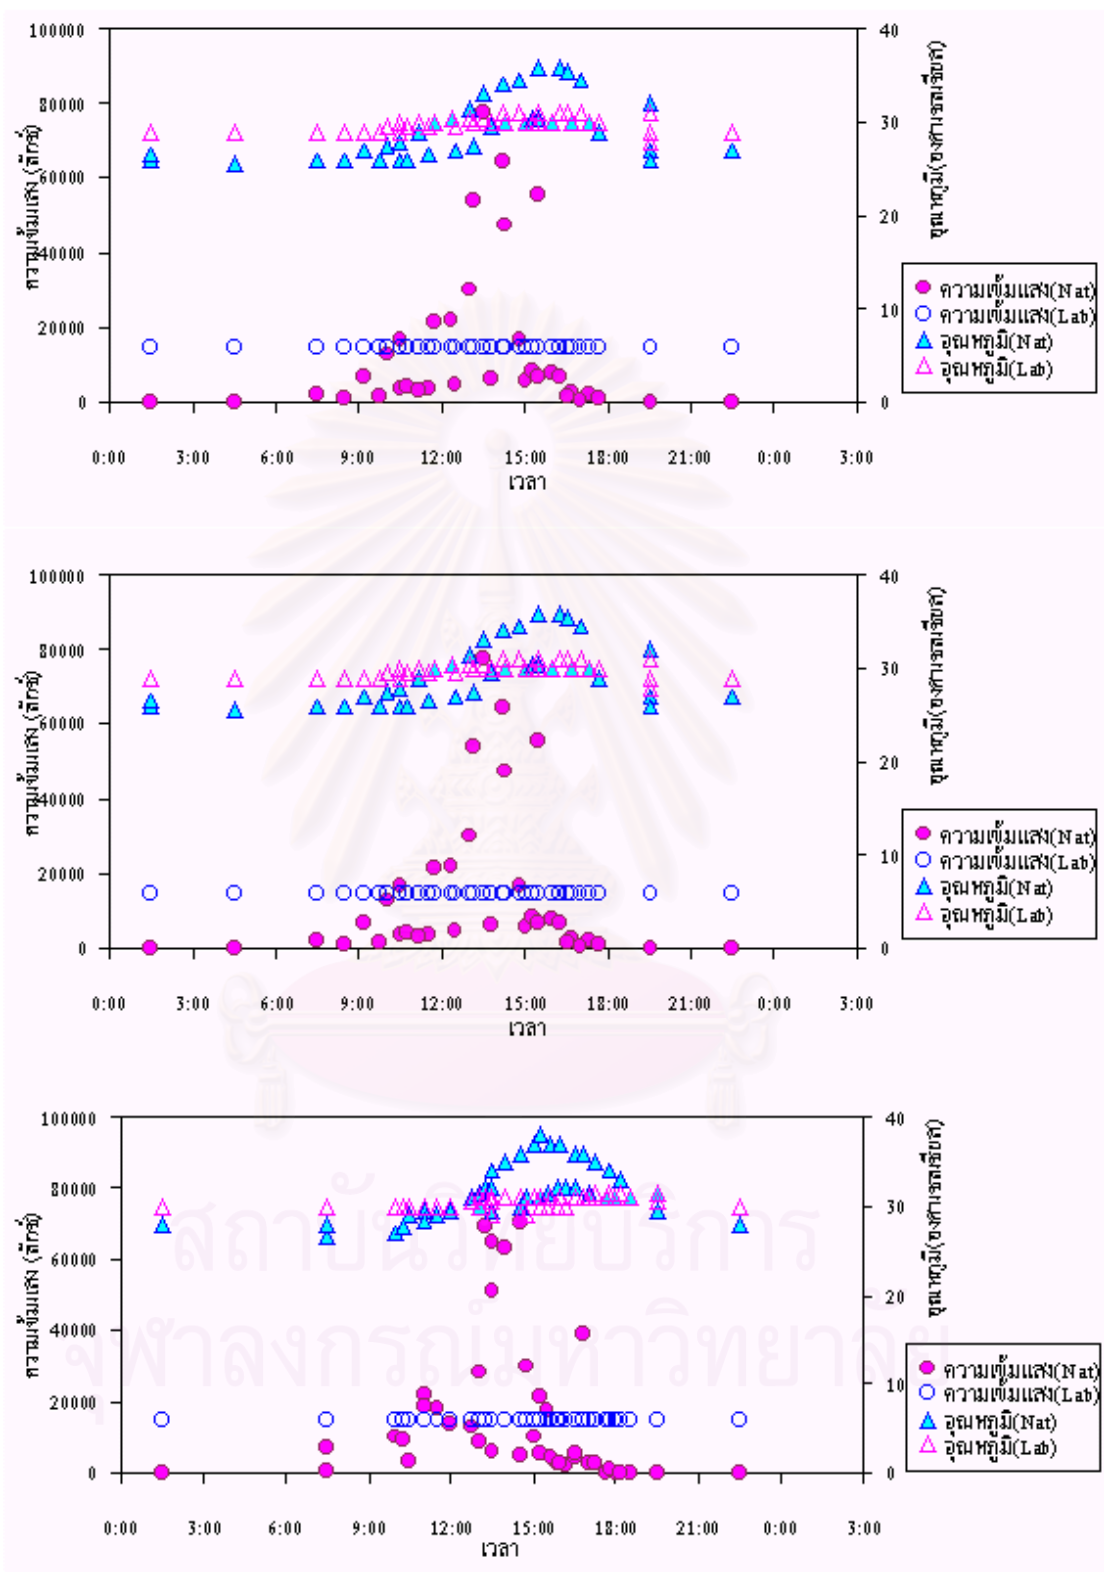 100000
80000
60000
40000
20000
0
ความเข้มแสง (ลักซ์)
40
30
20
10
0
อุณหภูมิ(องศาเซลเซียส)
0:00 3:00 6:00 9:00 12:00 15:00 18:00 21:00 0:00 3:00
เวลา
ความเข้มแสง(Nat)
ความเข้มแสง(Lab)
อุณหภูมิ(Nat)
อุณหภูมิ(Lab)
100000
80000
60000
40000
20000
0
ความเข้มแสง (ลักซ์)
40
30
20
10
0
อุณหภูมิ(องศาเซลเซียส)
0:00 3:00 6:00 9:00 12:00 15:00 18:00 21:00 0:00 3:00
เวลา
ความเข้มแสง(Nat)
ความเข้มแสง(Lab)
อุณหภูมิ(Nat)
อุณหภูมิ(Lab)
100000
80000
60000
40000
20000
0
ความเข้มแสง (ลักซ์)
40
30
20
10
0
อุณหภูมิ(องศาเซลเซียส)
0:00 3:00 6:00 9:00 12:00 15:00 18:00 21:00 0:00 3:00
เวลา
ความเข้มแสง(Nat)
ความเข้มแสง(Lab)
อุณหภูมิ(Nat)
อุณหภูมิ(Lab)
สถาบันวิทยบริการ
จุฬาลงกรณ์มหาวิทยาลัย